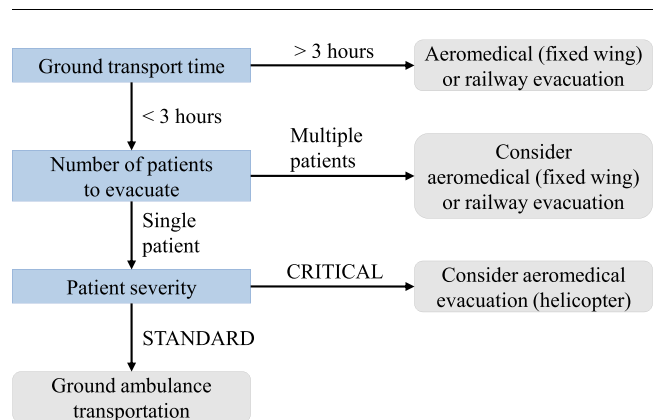 Ground transport time
> 3 hours
Aeromedical (fixed wing)
or railway evacuation
< 3 hours
Number of patients
to evacuate
Multiple
patients
Consider
aeromedical (fixed wing)
or railway evacuation
Single
patient
Patient severity
CRITICAL
Consider aeromedical
evacuation (helicopter)
STANDARD
Ground ambulance
transportation